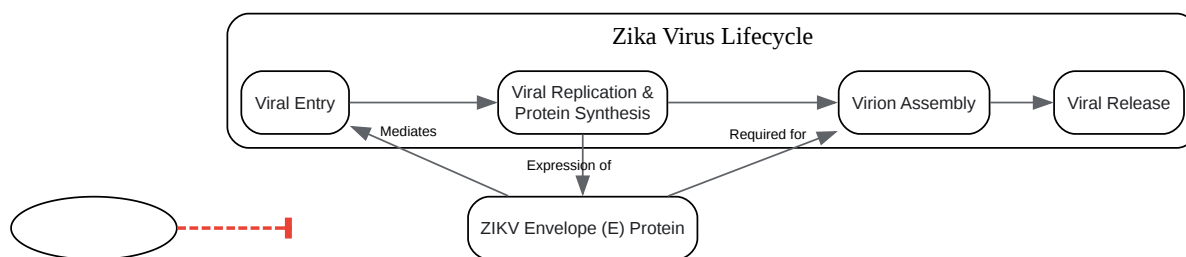 Zika Virus Lifecycle
Viral Entry
Viral Replication &
Protein Synthesis
Virion Assembly
Viral Release
Mediates
Required for
Expression of
ZIKV Envelope (E) Protein